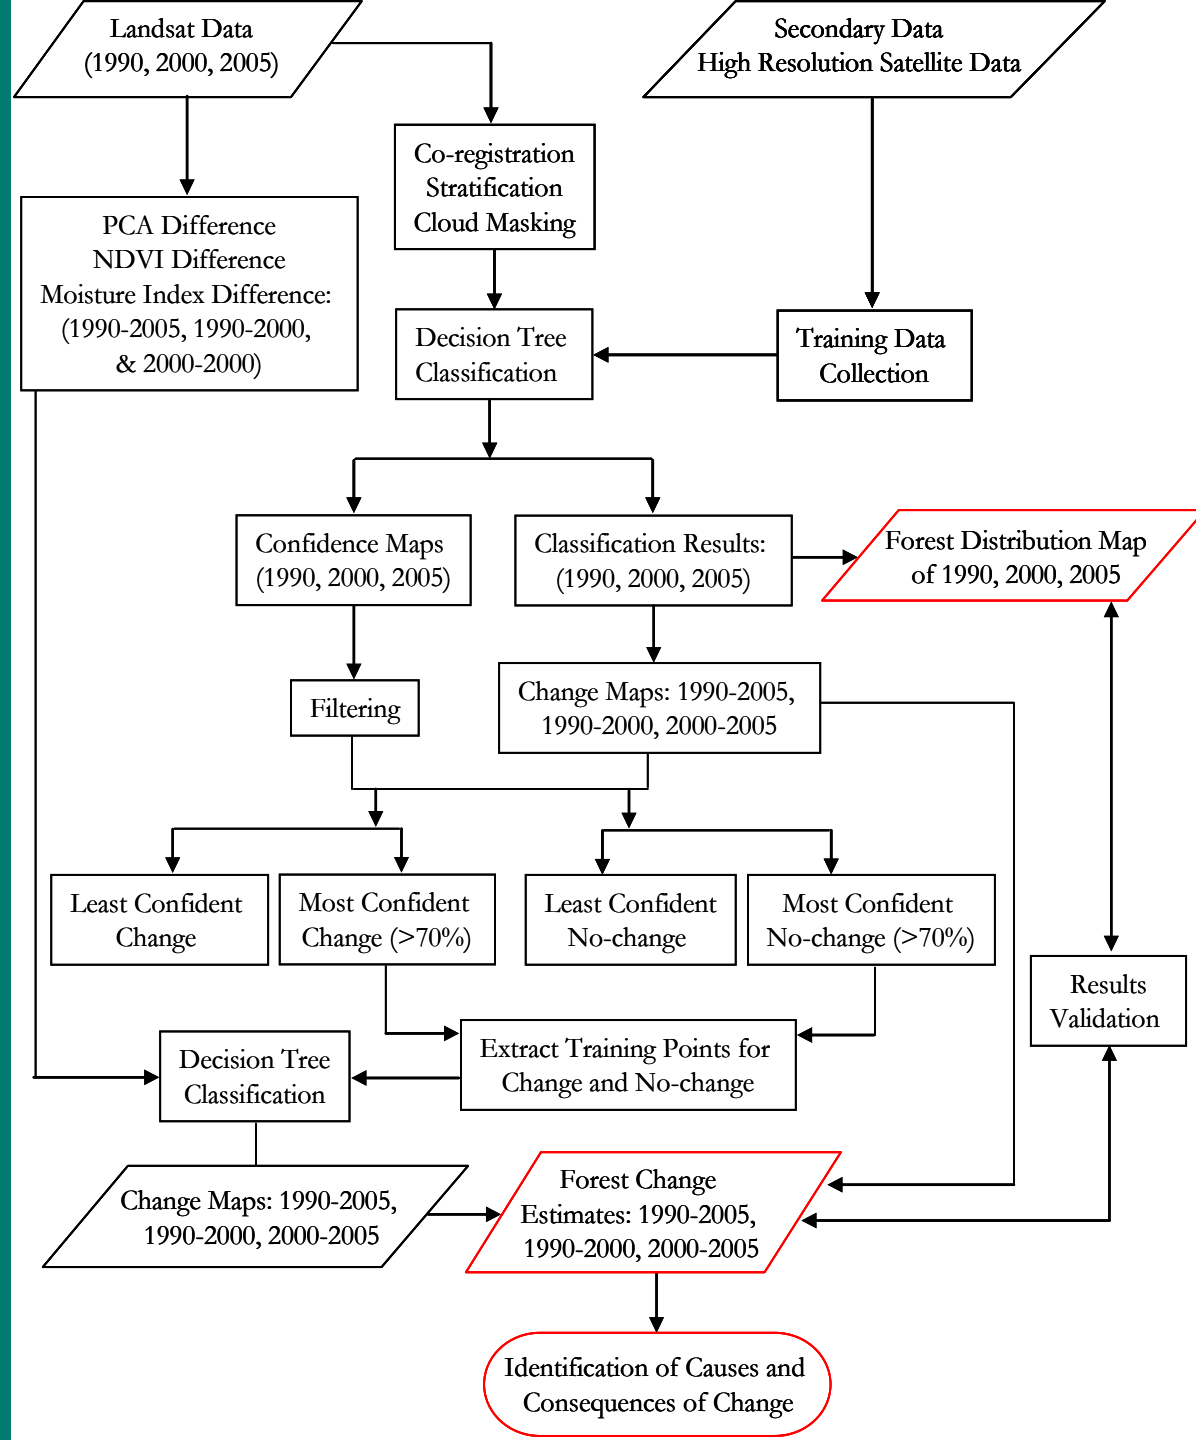 Landsat Data
(1990, 2000, 2005)
Secondary Data
High Resolution Satellite Data
Co-registration
Stratification
Cloud Masking
PCA Difference
NDVI Difference
Moisture Index Difference:
(1990-2005, 1990-2000,
& 2000-2000)
Decision Tree
Classification
Training Data
Collection
Confidence Maps
(1990, 2000, 2005)
Classification Results:
(1990, 2000, 2005)
Forest Distribution Map
of 1990, 2000, 2005
Filtering
Change Maps: 1990-2005,
1990-2000, 2000-2005
Least Confident
Change
Most Confident
Change (>70%)
Least Confident
No-change
Most Confident
No-change (>70%)
Results
Validation
Decision Tree
Classification
Extract Training Points for
Change and No-change
Change Maps: 1990-2005,
1990-2000, 2000-2005
Forest Change
Estimates: 1990-2005,
1990-2000, 2000-2005
Identification of Causes and
Consequences of Change